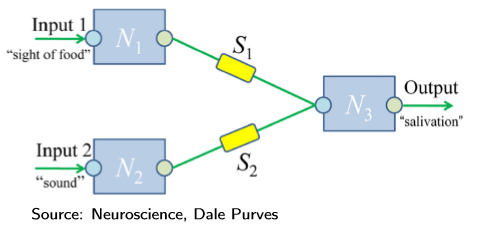 Input 1
"sight of food"
N1
S1
Input 2
"sound"
N2
S2
N3
Output
"salivation"
Source: Neuroscience, Dale Purves